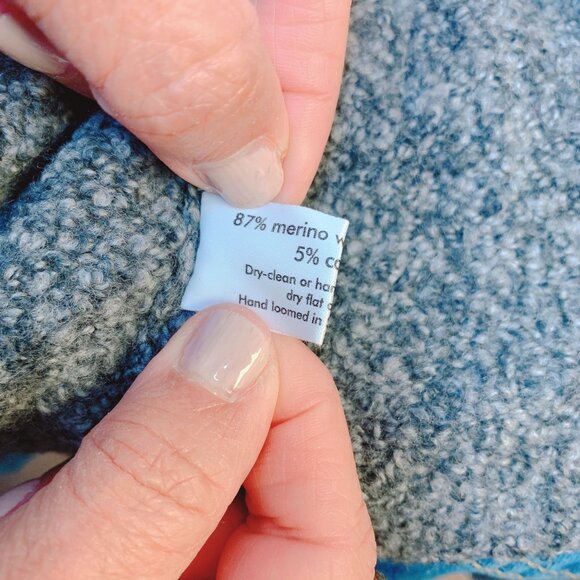 87% merino
5%
Dry-clean or
dry flat
Hand loomed in